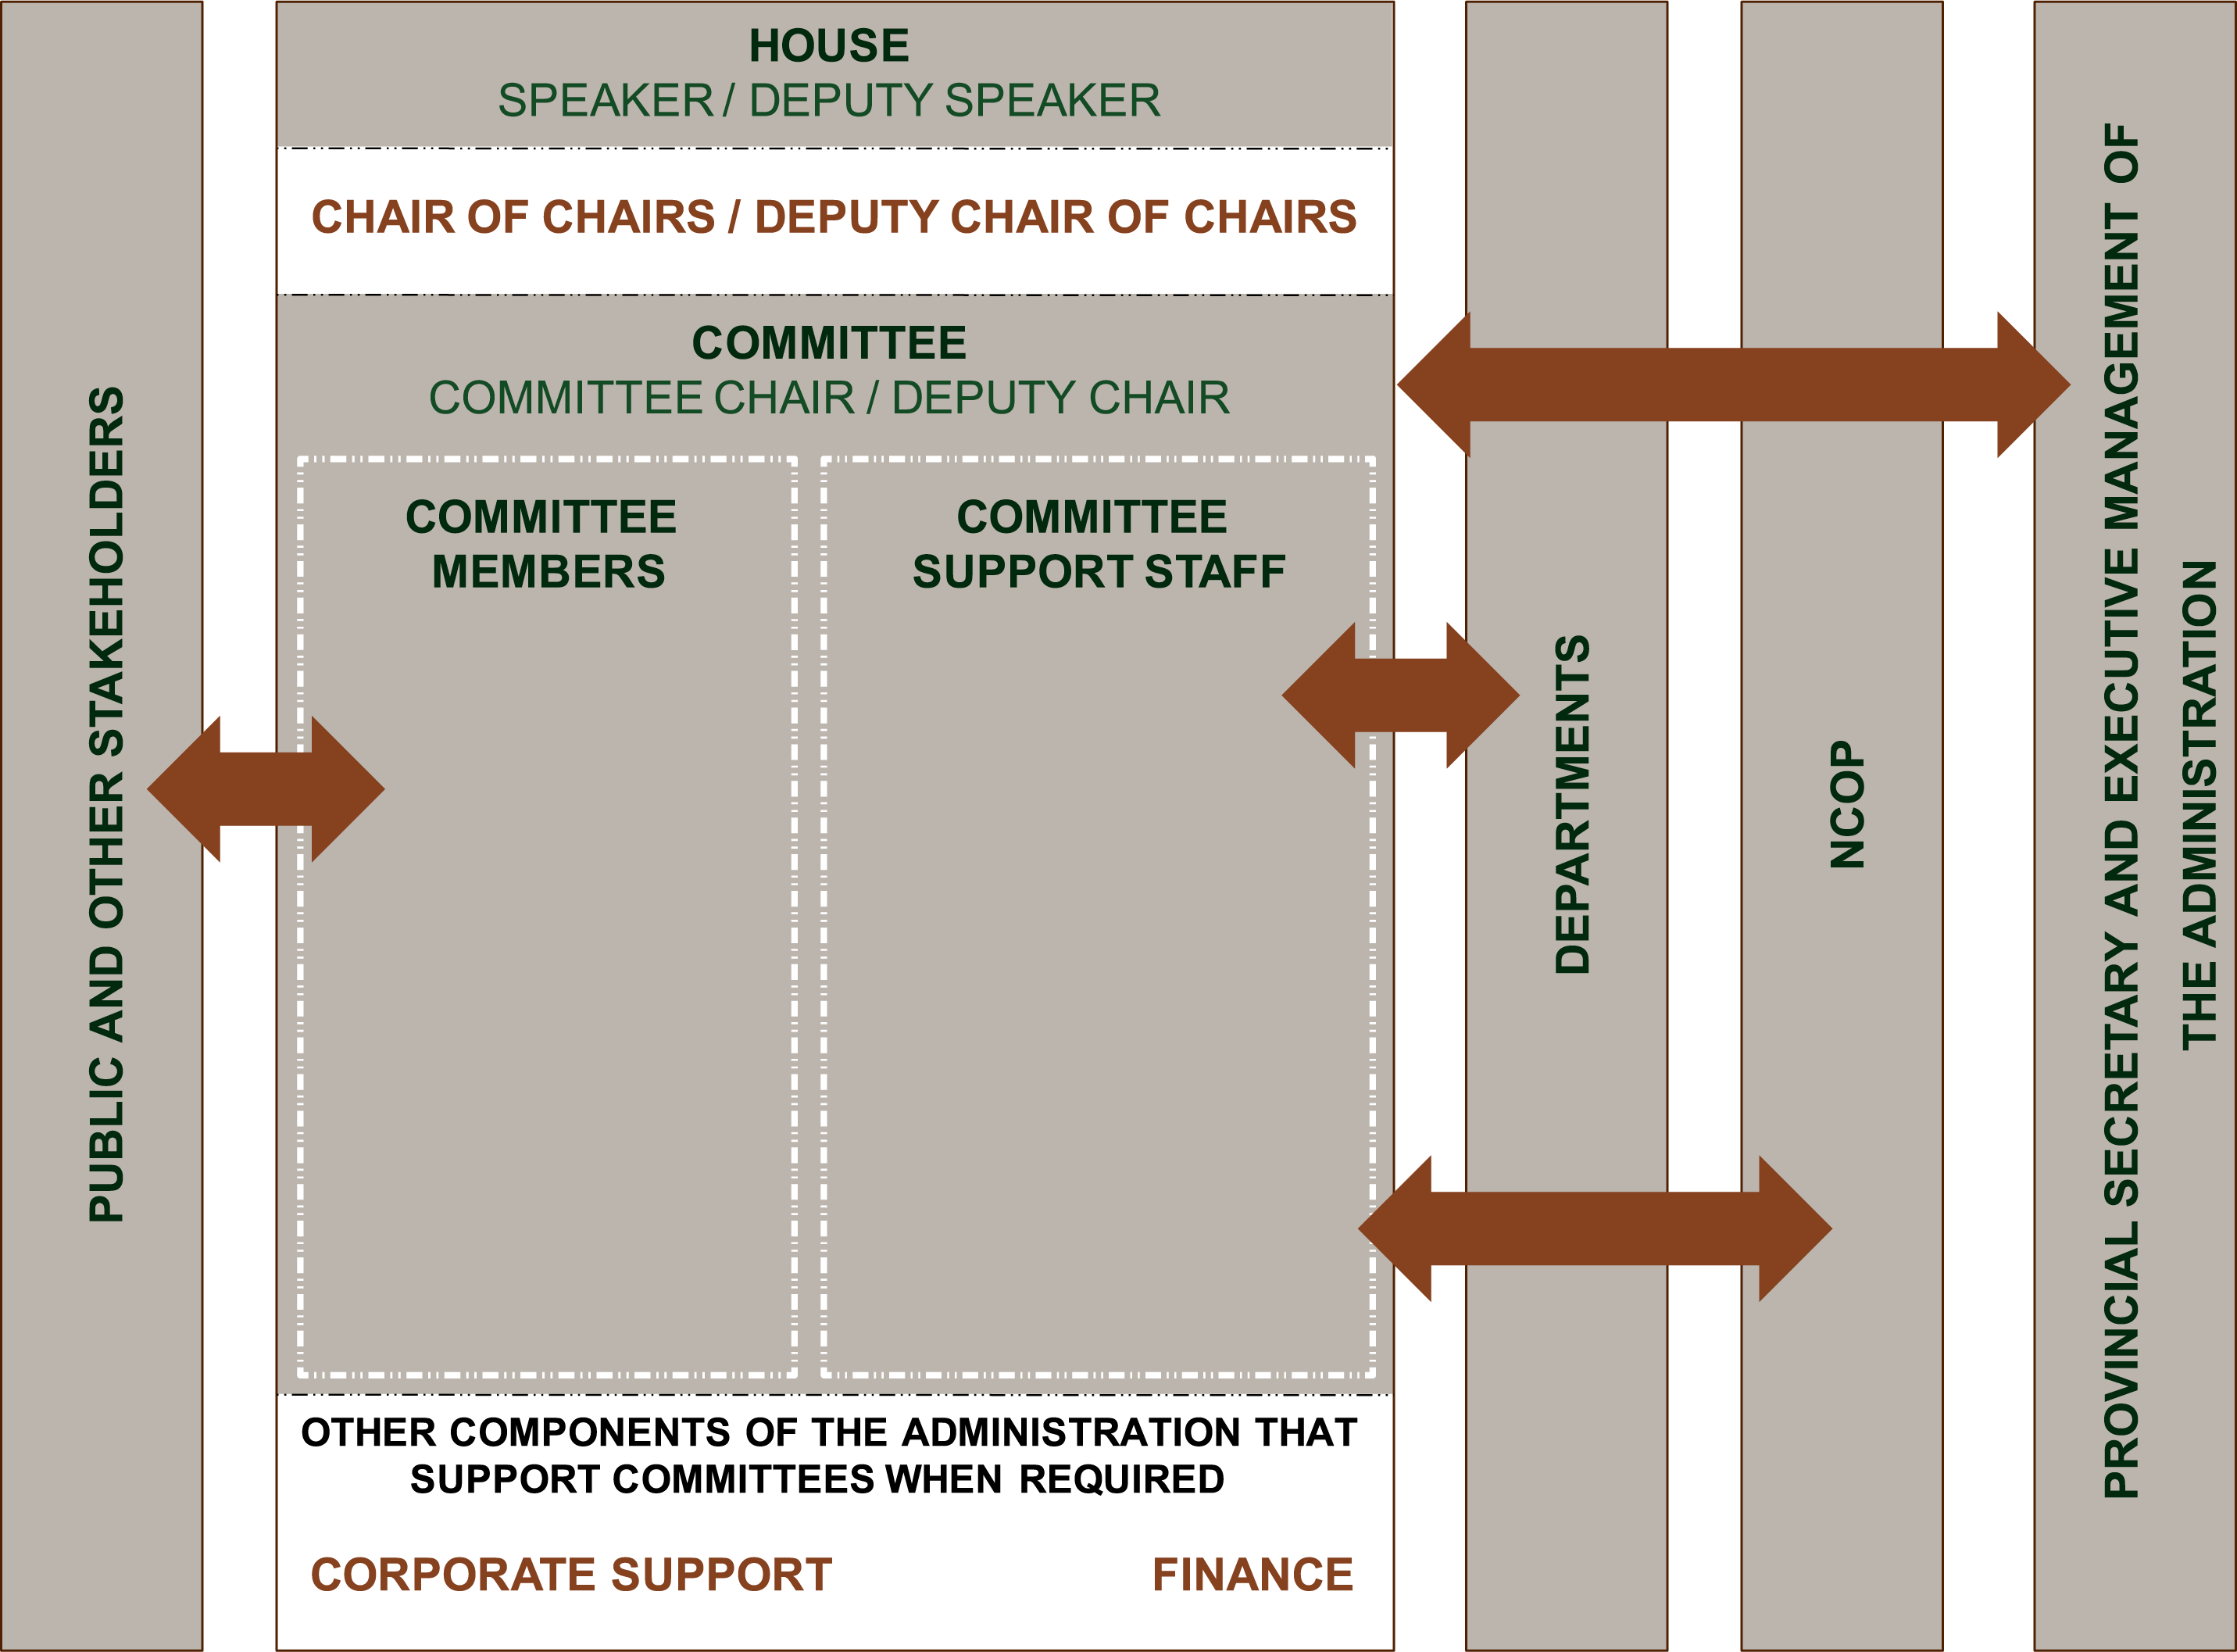 PUBLIC AND OTHER STAKEHOLDERS
HOUSE
SPEAKER / DEPUTY SPEAKER
CHAIR OF CHAIRS / DEPUTY CHAIR OF CHAIRS
COMMITTEE
COMMITTEE CHAIR / DEPUTY CHAIR
COMMITTEE
MEMBERS
COMMITTEE
SUPPORT STAFF
OTHER COMPONENTS OF THE ADMINISTRATION THAT
SUPPORT COMMITTEES WHEN REQUIRED
CORPORATE SUPPORT
FINANCE
DEPARTMENTS
NCOP
PROVINCIAL SECRETARY AND EXECUTIVE MANAGEMENT OF
THE ADMINISTRATION